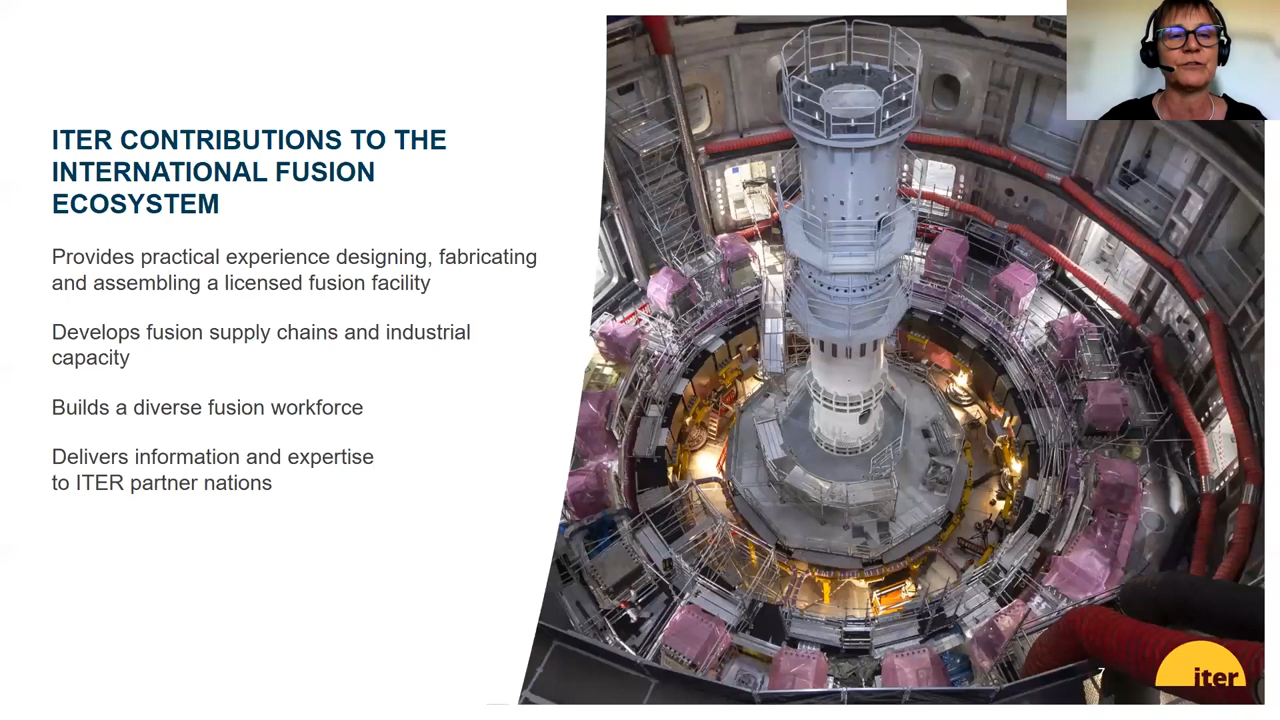 ITER CONTRIBUTIONS TO THE
INTERNATIONAL FUSION
ECOSYSTEM
Provides practical experience designing, fabricating
and assembling a licensed fusion facility
Develops fusion supply chains and industrial
capacity
Builds a diverse fusion workforce
Delivers information and expertise
to ITER partner nations
7
iter